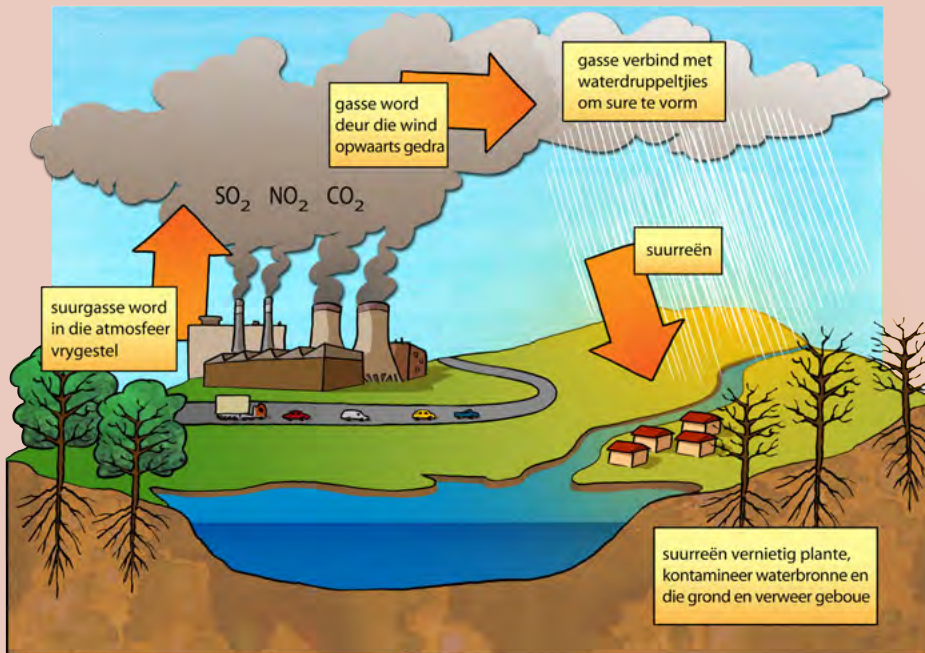 gasse verbind met
waterdruppeltjies
om sure te vorm
gasse word
deur die wind
opwaarts gedra
SO₂ NO₂ CO₂
suurreën
suurgasse word
in die atmosfeer
vrygestel
suurreën vernietig plante,
kontamineer waterbronne en
die grond en verweer geboue